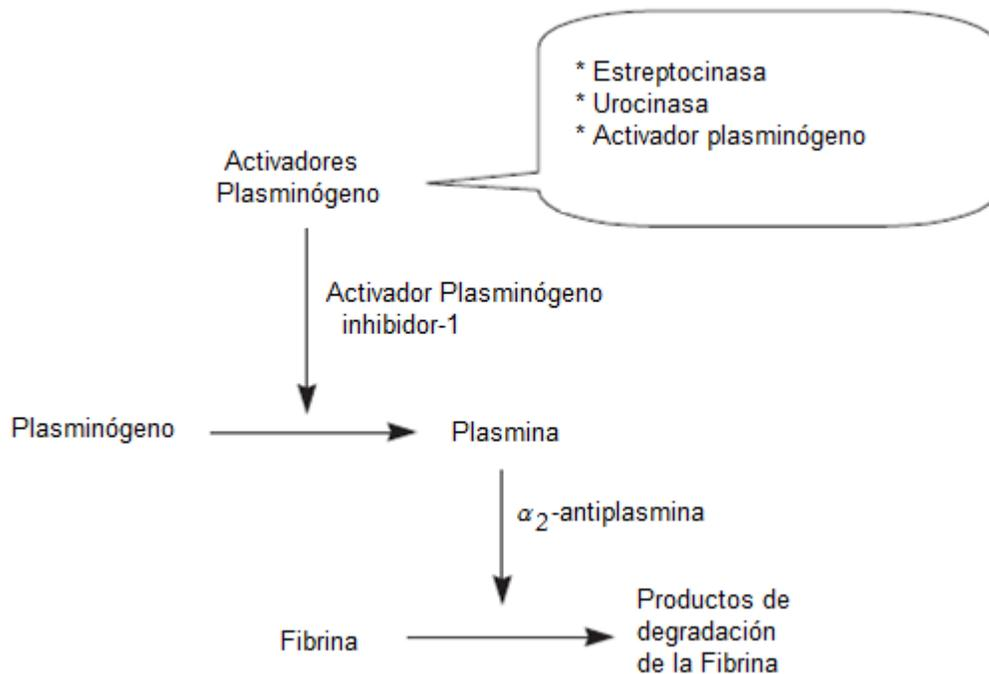 * Estreptocinasa
* Urocinasa
* Activador plasminógeno
Activadores
Plasminógeno
Activador Plasminógeno
inhibidor-1
Plasminógeno
Plasmina
α2-antiplasmina
Fibrina
Productos de
degradación
de la Fibrina